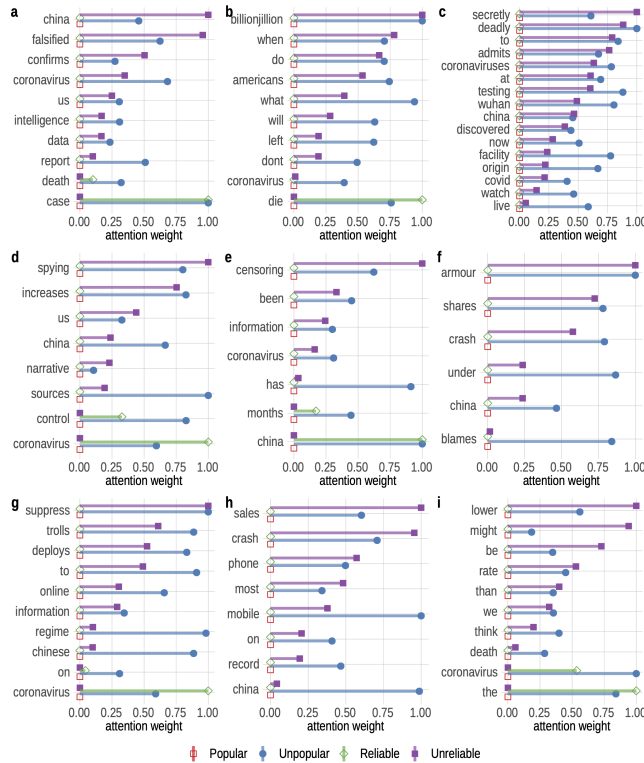 a
china
falsified
confirms
coronavirus
us
intelligence
data
report
death
case
0.00 0.25 0.50 0.75 1.00
attention weight
b
billionjillion
when
do
americans
what
will
left
dont
coronavirus
die
0.00 0.25 0.50 0.75 1.00
attention weight
c
secretly
deadly
to
admits
coronaviruses
at
testing
wuhan
china
discovered
now
facility
origin
covid
watch
live
0.00 0.25 0.50 0.75 1.00
attention weight
d
spying
increases
us
china
narrative
sources
control
coronavirus
0.00 0.25 0.50 0.75 1.00
attention weight
e
censoring
been
information
coronavirus
has
months
china
0.00 0.25 0.50 0.75 1.00
attention weight
f
armour
shares
crash
under
china
blames
0.00 0.25 0.50 0.75 1.00
attention weight
g
suppress
trolls
deploys
to
online
information
regime
chinese
on
coronavirus
0.00 0.25 0.50 0.75 1.00
attention weight
h
sales
crash
phone
most
mobile
on
record
china
0.00 0.25 0.50 0.75 1.00
attention weight
i
lower
might
be
rate
than
we
think
death
coronavirus
the
0.00 0.25 0.50 0.75 1.00
attention weight
Popular Unpopular Reliable Unreliable